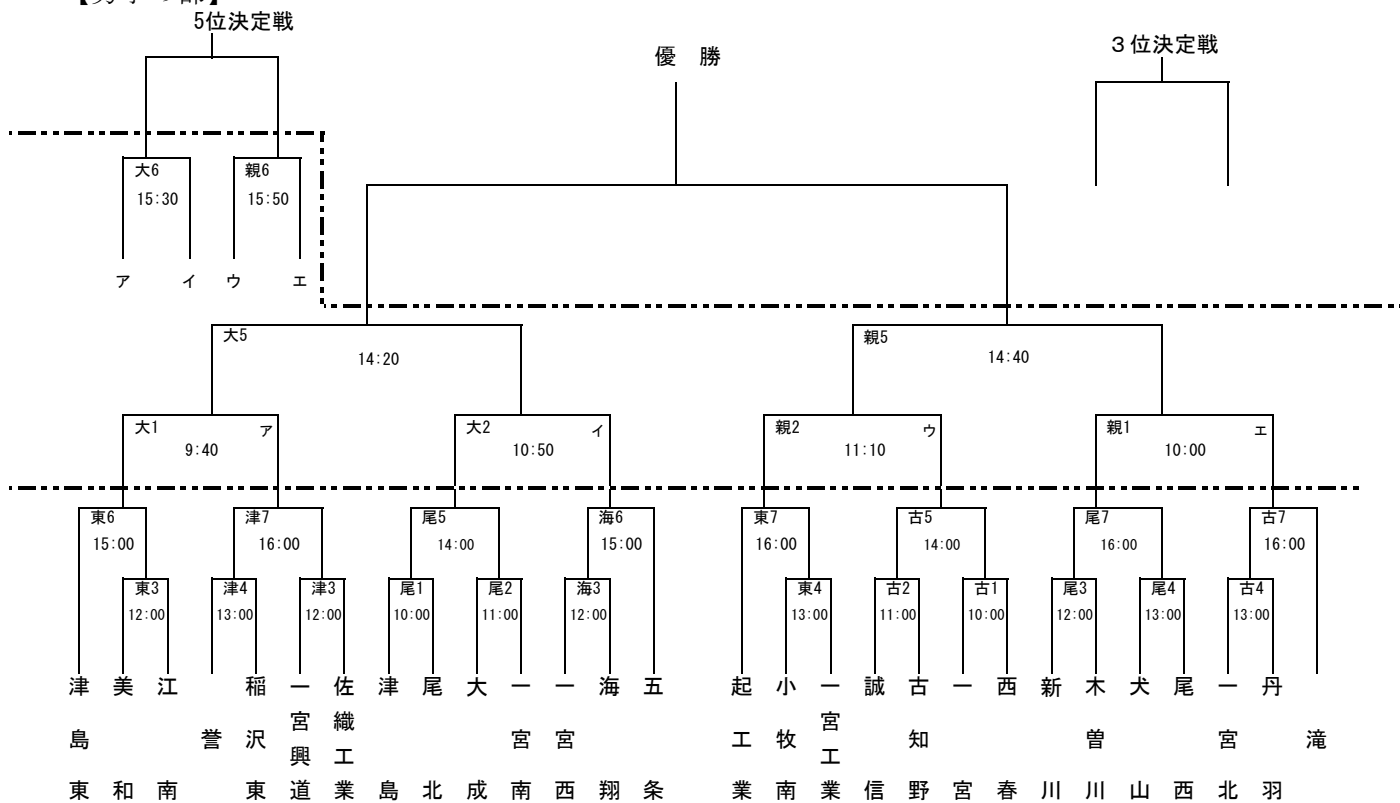 5位決定戦
優 勝
３位決定戦
大6
15:30
親6
15:50
ア
イ
ウ
エ
大5
14:20
親5
14:40
大1
ア
9:40
大2
イ
10:50
親2
ウ
11:10
親1
エ
10:00
東6
15:00
津7
16:00
尾5
14:00
海6
15:00
東7
16:00
古5
14:00
尾7
16:00
古7
16:00
東3
12:00
津4
13:00
津3
12:00
尾1
10:00
尾2
11:00
海3
12:00
東4
13:00
古2
11:00
古1
10:00
尾3
12:00
尾4
13:00
古4
13:00
津島東
美和
江南
誉
稲沢東
一宮興道
佐織工業
津島
尾北
大成
一宮南
一宮西
海翔
五条
起工業
小牧南
一宮工業
誠信
古知野
一宮
西春
新川
木曽川
犬山
尾西
一宮北
丹羽
滝